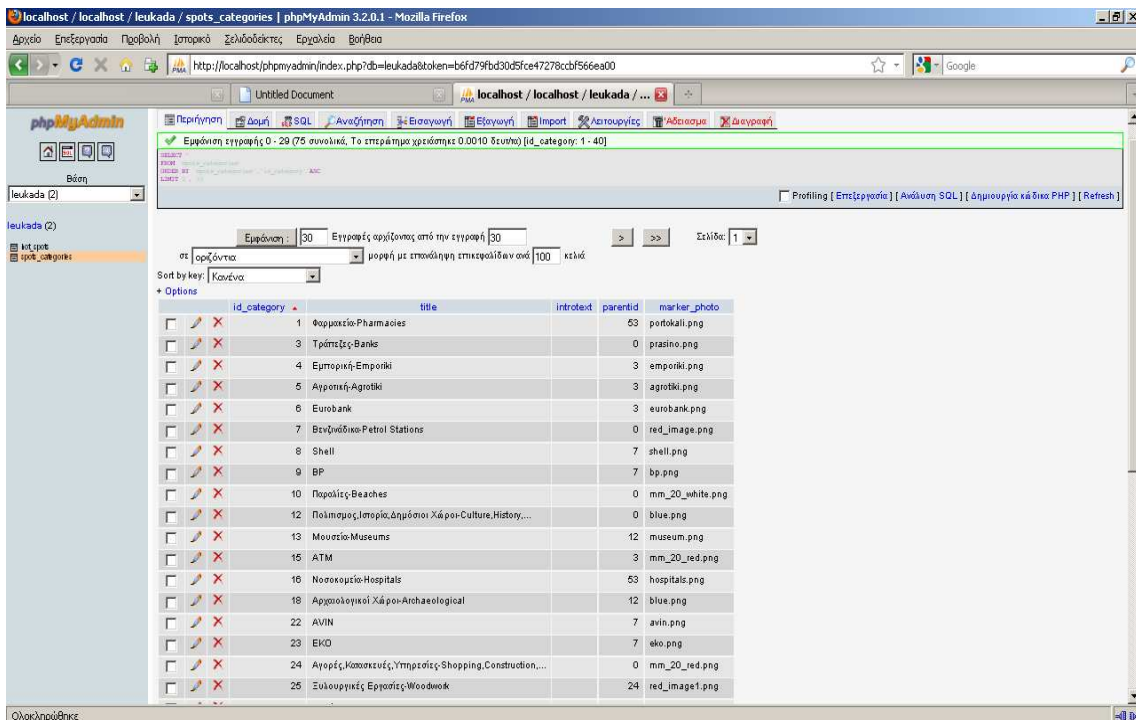 localhost / localhost / leukada / spots_categories | phpMyAdmin 3.2.0.1 - Mozilla Firefox
Αρχείο Επεξεργασία Προβολή Ιστορικό Σελιδοδείκτες Εργαλεία Βοήθεια
http://localhost/phpmyadmin/index.php?db=leukada&token=b6fd79fbd30d5fce47278ccbf566ea00
Google
Untitled Document
localhost / localhost / leukada / ...
phpMyAdmin
Περιήγηση Δομή SQL Αναζήτηση Εισαγωγή Εξαγωγή Import Λειτουργίες Άδειασμα Διαγραφή
Εμφάνιση εγγραφής 0 - 29 (75 συνολικά, Το επερώτημα χρειάστηκε 0.0010 δευτ/α) [id_category: 1 - 40]
SELECT *
FROM `spots_categories`
ORDER BY `spots_categories`.`id_category` ASC
Βάση
leukada (2)
Profiling [ Επεξεργασία ] [ Ανάλυση SQL ] [ Δημιουργία κώδικα PHP ] [ Refresh ]
leukada (2)
hot_spots
spots_categories
Εμφάνιση : 30 Εγγραφές αρχίζοντας από την εγγραφή 30 > >> Σελίδα: 1
σε οριζόντια μορφή με επανάληψη επικεφαλίδων ανά 100 κελιά
Sort by key: Κανένα
+ Options
id_category title introtext parentid marker_photo
1 Φαρμακεία-Pharmacies 53 portokali.png
3 Τράπεζες-Banks 0 prasino.png
4 Εμπορική-Emporiki 3 emporiki.png
5 Αγροτική-Agrotiki 3 agrotiki.png
6 Eurobank 3 eurobank.png
7 Βενζινάδικα-Petrol Stations 0 red_image.png
8 Shell 7 shell.png
9 BP 7 bp.png
10 Παραλίες-Beaches 0 mm_20_white.png
12 Πολιτισμος,Ιστορία,Δημόσιοι Χώροι-Culture,History,... 0 blue.png
13 Μουσεία-Museums 12 museum.png
15 ATM 3 mm_20_red.png
16 Νοσοκομεία-Hospitals 53 hospitals.png
18 Αρχαιολογικοί Χώροι-Archaeological 12 blue.png
22 AVIN 7 avin.png
23 EKO 7 eko.png
24 Αγορές,Κατασκευές,Υπηρεσίες-Shopping,Construction,... 0 mm_20_red.png
25 Ξυλουργικές Εργασίες-Woodwork 24 red_image1.png
Ολοκληρώθηκε